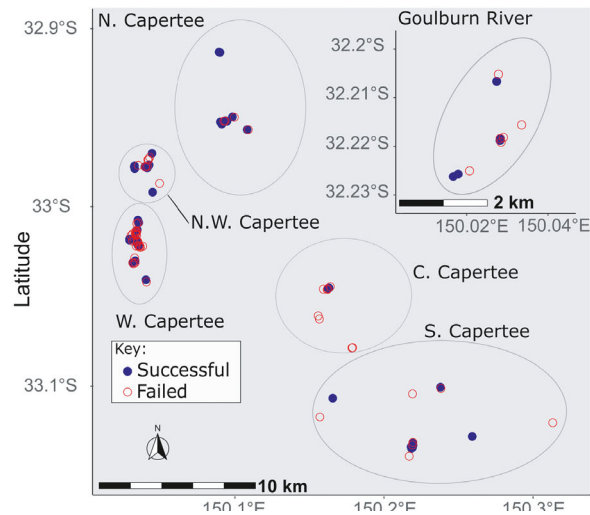 N. Capertee
Goulburn River
32.9°S
32.2°S
32.21°S
32.22°S
32.23°S
2 km
150.02°E
150.04°E
33°S
N.W. Capertee
Latitude
C. Capertee
W. Capertee
S. Capertee
Key:
Successful
Failed
33.1°S
N
10 km
150.1°E
150.2°E
150.3°E